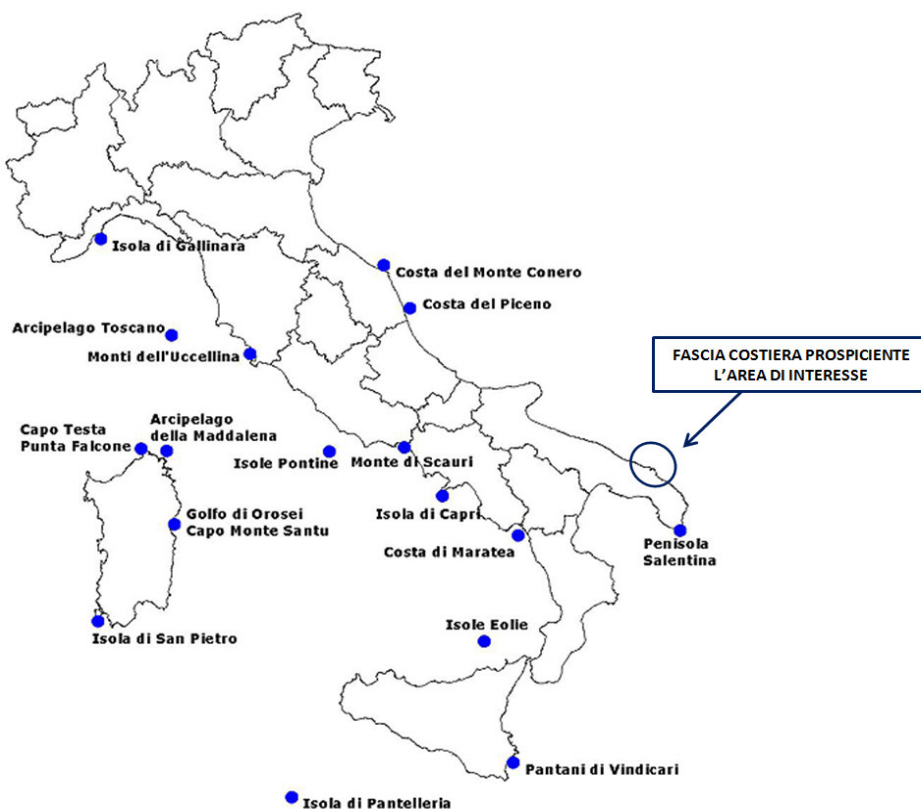 Isola di Gallinara
Costa del Monte Conero
Costa del Piceno
Arcipelago Toscano
Monti dell'Uccellina
FASCIA COSTIERA PROSPICIENTE
L'AREA DI INTERESSE
Capo Testa
Punta Falcone
Arcipelago
della Maddalena
Isole Pontine
Monte di Scauri
Golfo di Orosei
Capo Monte Santu
Isola di Capri
Costa di Maratea
Penisola
Salentina
Isole Eolie
Isola di San Pietro
Pantani di Vindicari
Isola di Pantelleria